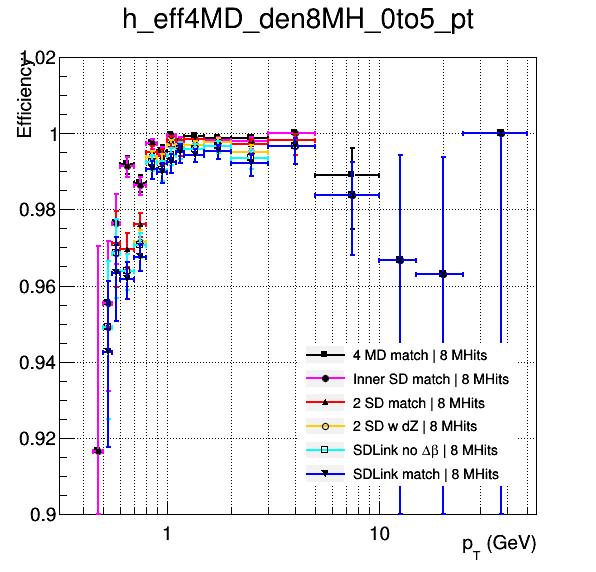 h_eff4MD_den8MH_0to5_pt
Efficiency
1.02
1
0.98
0.96
0.94
0.92
0.9
4 MD match | 8 MHits
Inner SD match | 8 MHits
2 SD match | 8 MHits
2 SD w dZ | 8 MHits
SDLink no Δβ | 8 MHits
SDLink match | 8 MHits
1
10
p_T (GeV)